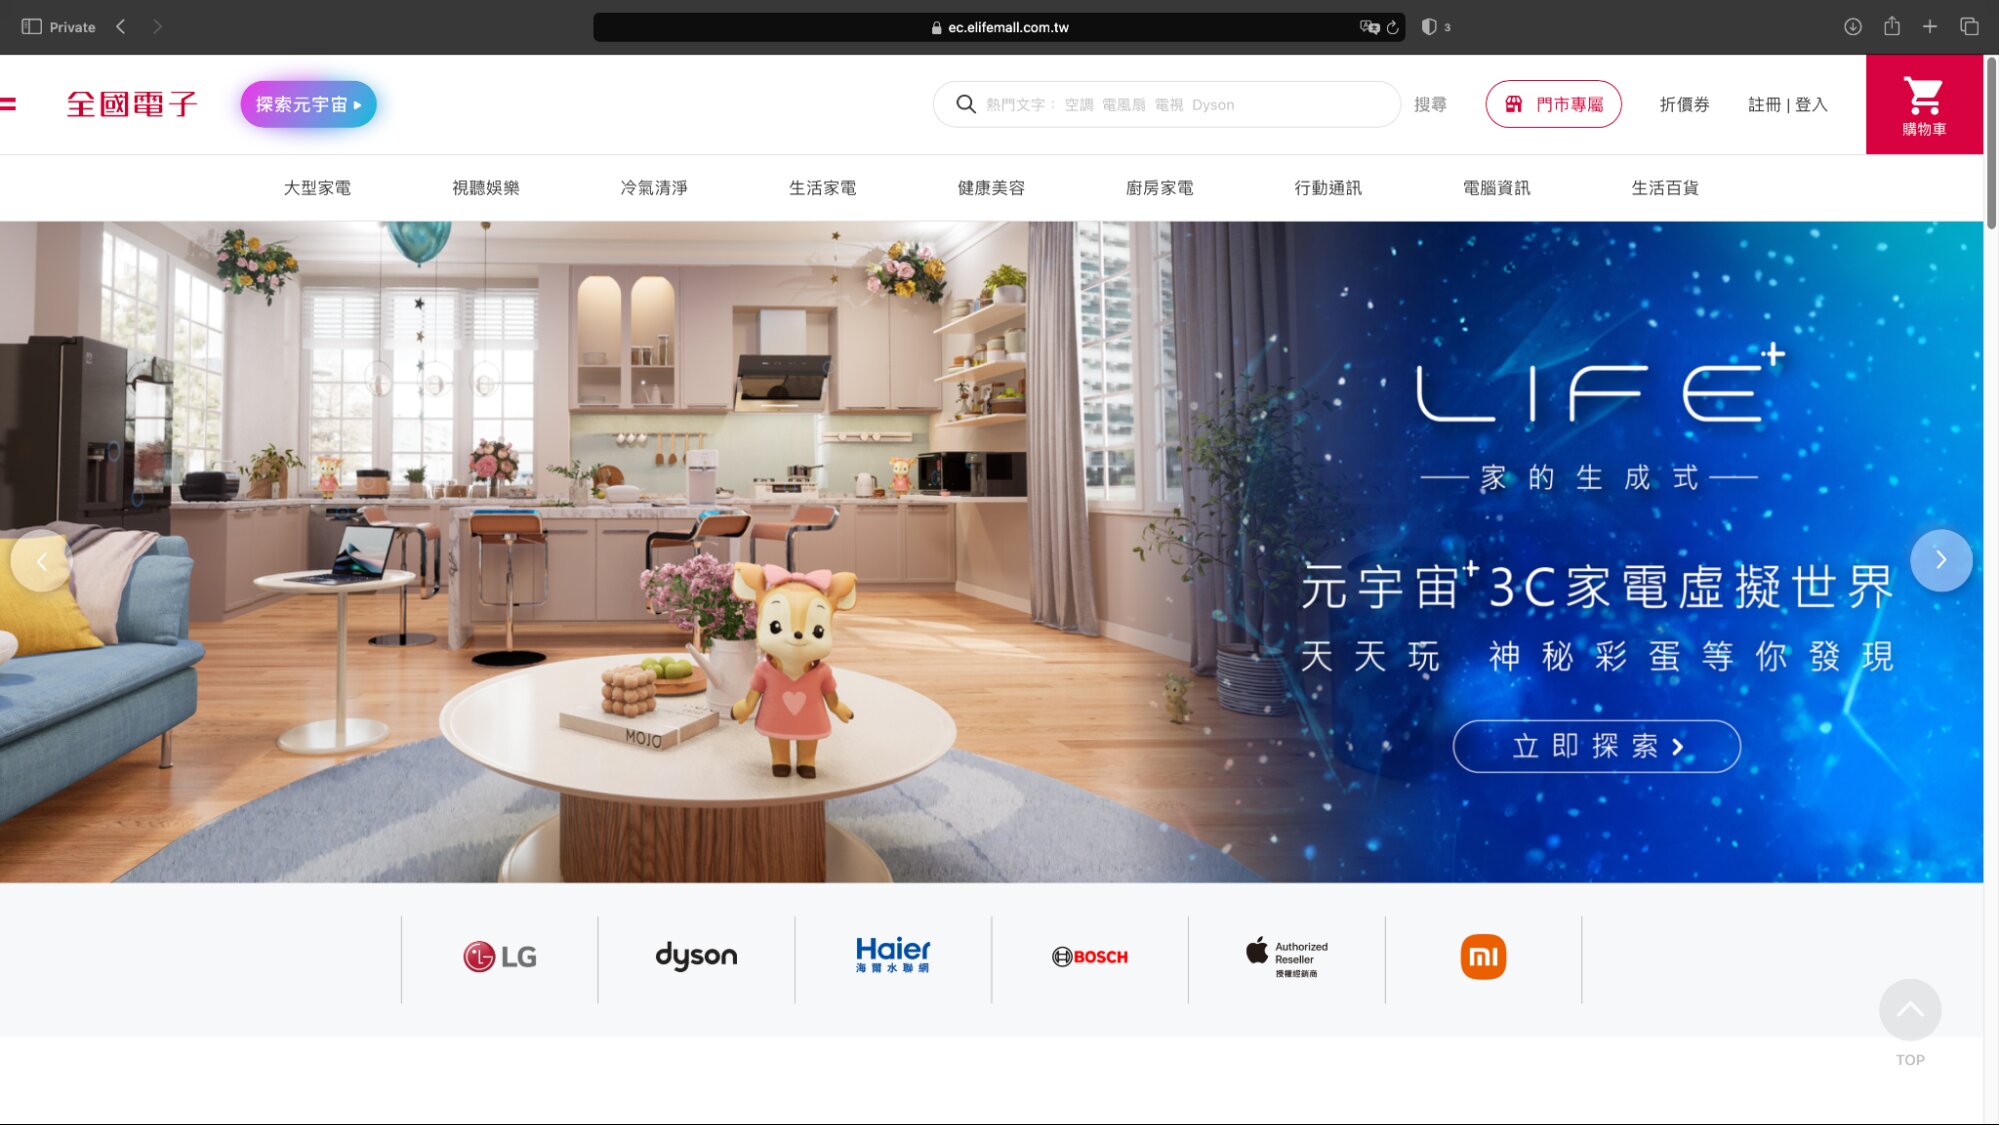 Private
ec.elifemall.com.tw
3
全國電子
探索元宇宙
熱門文字： 空調 電風扇 電視 Dyson
搜尋
門市專屬
折價券
註冊 | 登入
購物車
大型家電
視聽娛樂
冷氣清淨
生活家電
健康美容
廚房家電
行動通訊
電腦資訊
生活百貨
LIFE+
家的生成式
元宇宙+3C家電虛擬世界
天天玩 神秘彩蛋等你發現
立即探索
MOJO
LG
dyson
Haier
海爾水聯網
BOSCH
Authorized
Reseller
授權經銷商
mi
TOP